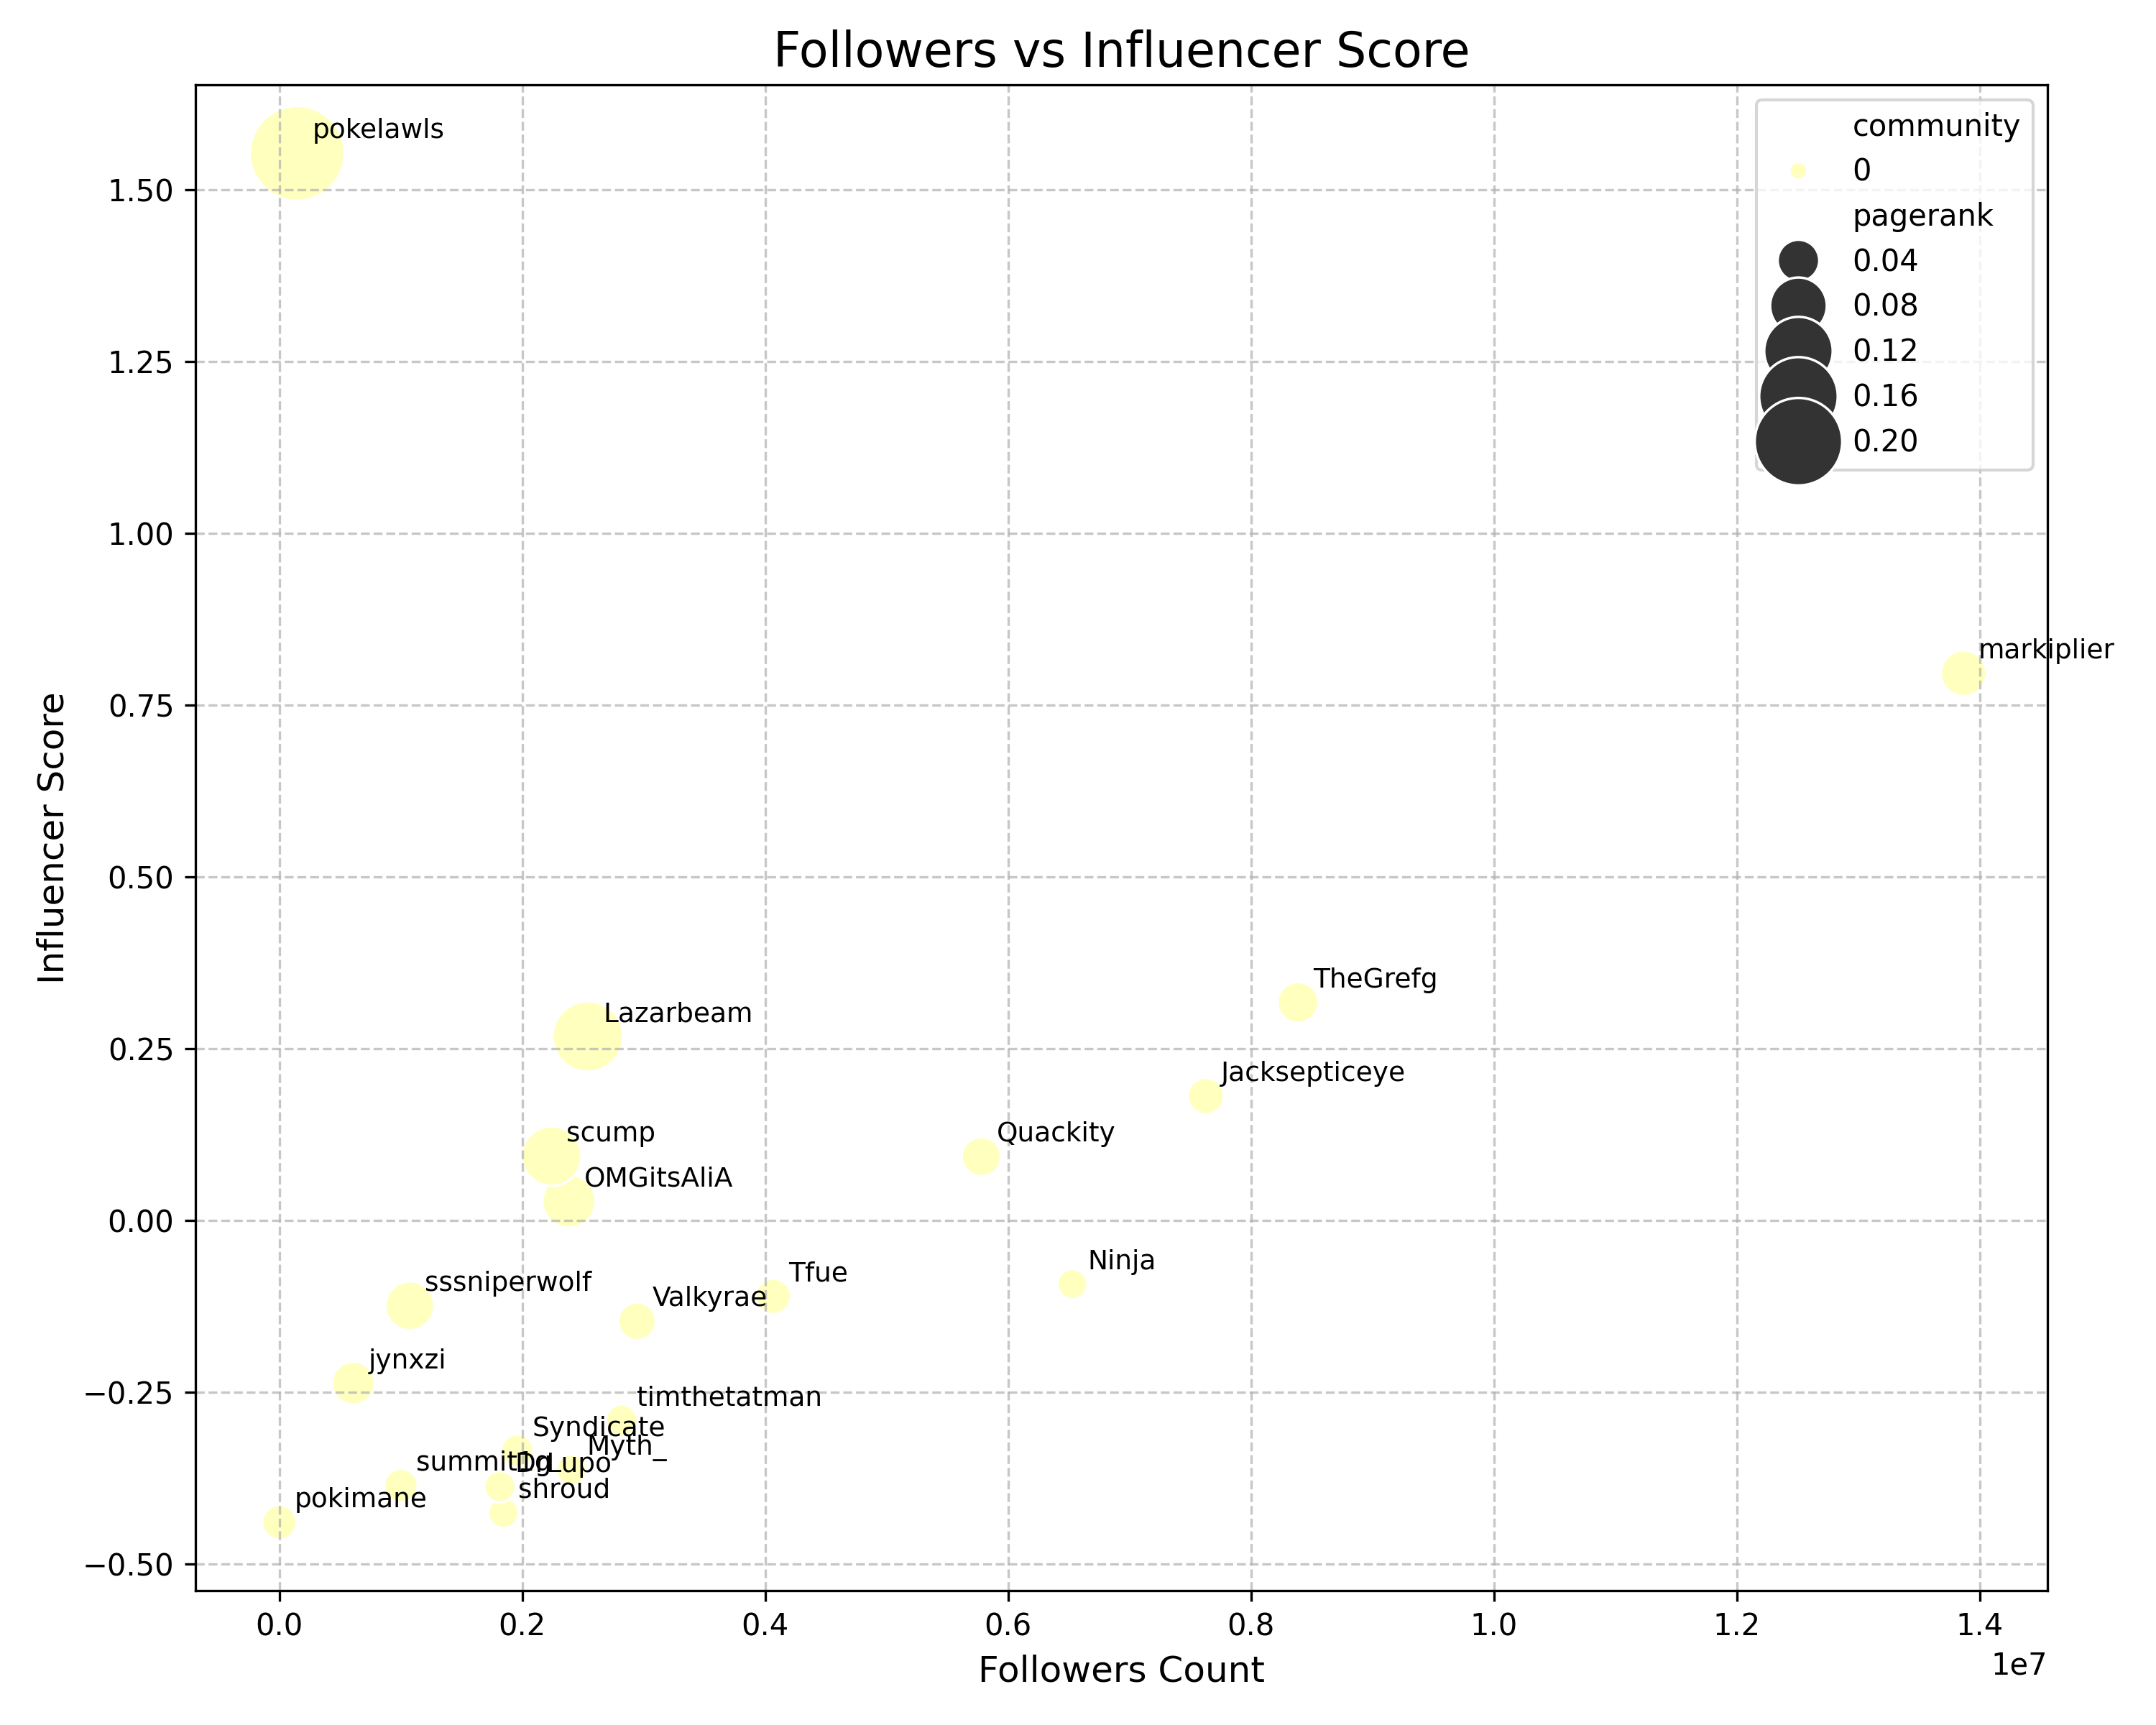 Followers vs Influencer Score
community
0
pagerank
0.04
0.08
0.12
0.16
0.20
pokelawls
markiplier
TheGrefg
Lazarbeam
Jacksepticeye
scump
Quackity
OMGitsAliA
Ninja
Tfue
sssniperwolf
Valkyrae
jynxzi
timthetatman
Syndicate
Myth_
summit1g
DrLupo
shroud
pokimane
1.50
1.25
1.00
0.75
0.50
0.25
0.00
−0.25
−0.50
Influencer Score
0.0
0.2
0.4
0.6
0.8
1.0
1.2
1.4
1e7
Followers Count